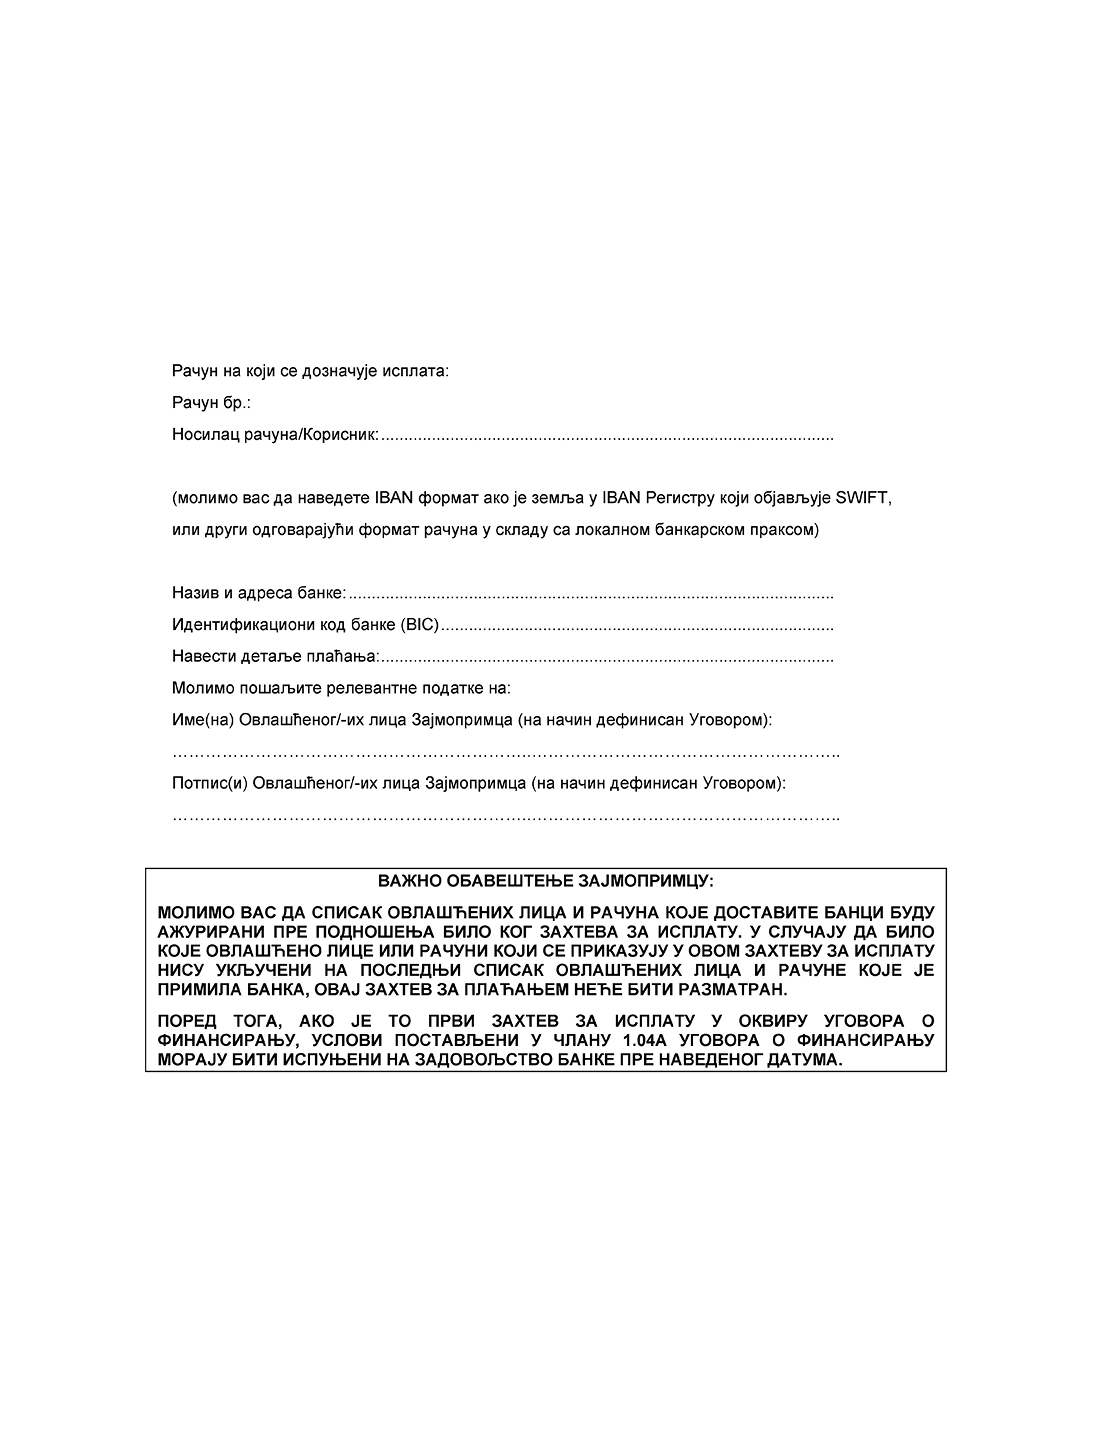 Рачун на који се дозначује исплата:
Рачун бр.:
Носилац рачуна/Корисник:..................................................................................................
(молимо вас да наведете IBAN формат ако је земља у IBAN Регистру који објављује SWIFT,
или други одговарајући формат рачуна у складу са локалном банкарском праксом)
Назив и адреса банке:.........................................................................................................
Идентификациони код банке (BIC).....................................................................................
Навести детаље плаћања:..................................................................................................
Молимо пошаљите релевантне податке на:
Име(на) Овлашћеног/-их лица Зајмопримца (на начин дефинисан Уговором):
………………………………………………………..………………………………………………..
Потпис(и) Овлашћеног/-их лица Зајмопримца (на начин дефинисан Уговором):
………………………………………………………..………………………………………………..
ВАЖНО ОБАВЕШТЕЊЕ ЗАЈМОПРИМЦУ:
МОЛИМО ВАС ДА СПИСАК ОВЛАШЋЕНИХ ЛИЦА И РАЧУНА КОЈЕ ДОСТАВИТЕ БАНЦИ БУДУ
АЖУРИРАНИ ПРЕ ПОДНОШЕЊА БИЛО КОГ ЗАХТЕВА ЗА ИСПЛАТУ. У СЛУЧАЈУ ДА БИЛО
КОЈЕ ОВЛАШЋЕНО ЛИЦЕ ИЛИ РАЧУНИ КОЈИ СЕ ПРИКАЗУЈУ У ОВОМ ЗАХТЕВУ ЗА ИСПЛАТУ
НИСУ УКЉУЧЕНИ НА ПОСЛЕДЊИ СПИСАК ОВЛАШЋЕНИХ ЛИЦА И РАЧУНЕ КОЈЕ ЈЕ
ПРИМИЛА БАНКА, ОВАЈ ЗАХТЕВ ЗА ПЛАЋАЊЕМ НЕЋЕ БИТИ РАЗМАТРАН.
ПОРЕД ТОГА, АКО ЈЕ ТО ПРВИ ЗАХТЕВ ЗА ИСПЛАТУ У ОКВИРУ УГОВОРА О
ФИНАНСИРАЊУ, УСЛОВИ ПОСТАВЉЕНИ У ЧЛАНУ 1.04А УГОВОРА О ФИНАНСИРАЊУ
МОРАЈУ БИТИ ИСПУЊЕНИ НА ЗАДОВОЉСТВО БАНКЕ ПРЕ НАВЕДЕНОГ ДАТУМА.